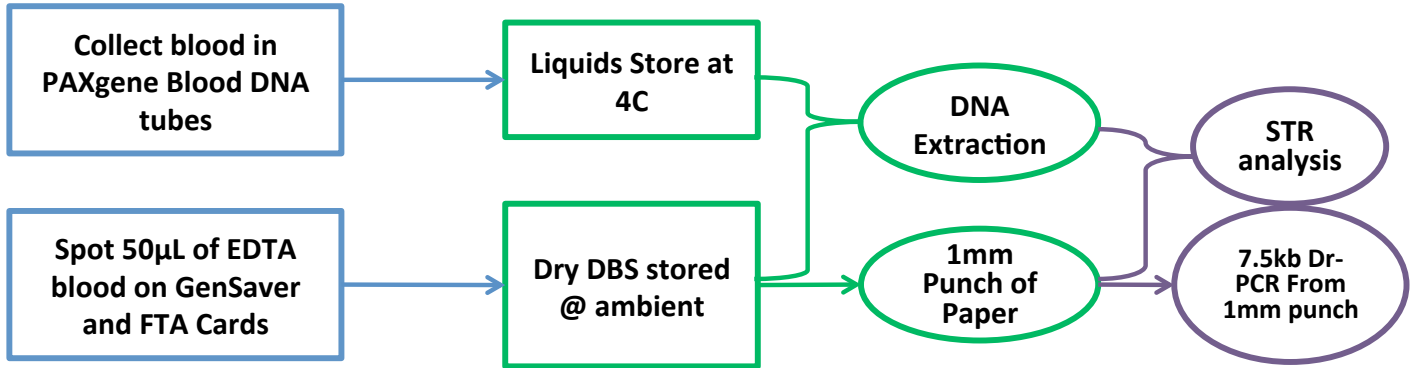 Collect blood in
PAXgene Blood DNA
tubes
Liquids Store at
4C
DNA
Extraction
STR
analysis
Spot 50µL of EDTA
blood on GenSaver
and FTA Cards
Dry DBS stored
@ ambient
1mm
Punch of
Paper
7.5kb Dr-
PCR From
1mm punch